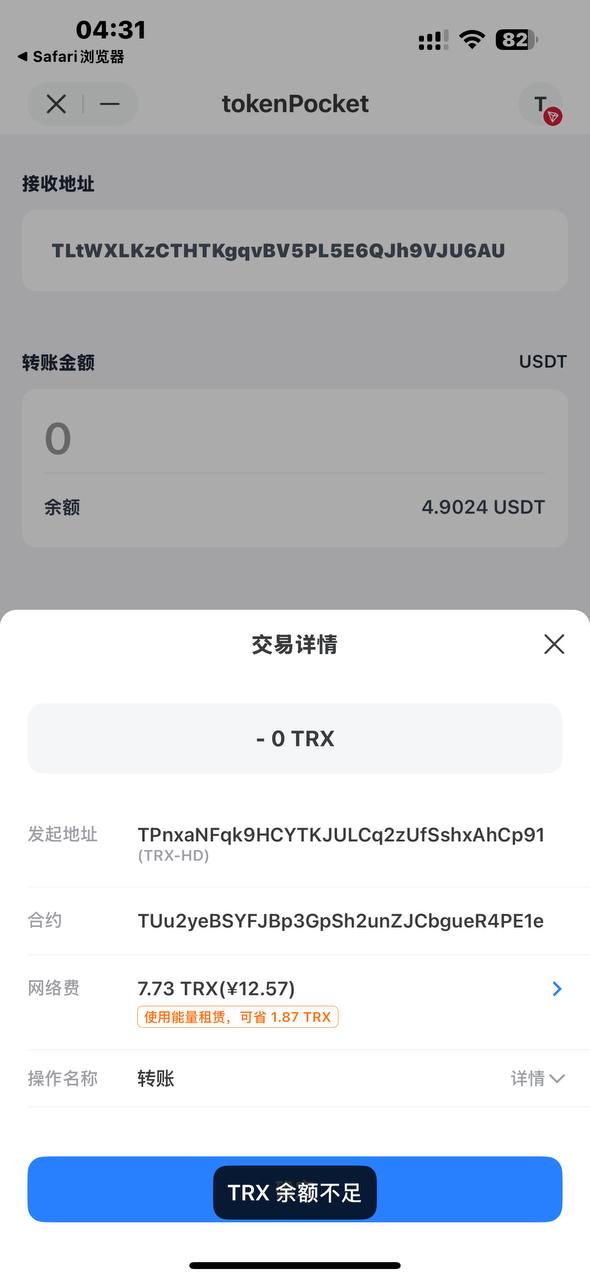 04:31
82
◀ Safari浏览器
tokenPocket
T
接收地址
TLtWXLKzCTHTKgqvBV5PL5E6QJh9VJU6AU
转账金额
USDT
0
余额
4.9024 USDT
交易详情
- 0 TRX
发起地址
TPnxaNFqk9HCYTKJULCq2zUfSshxAhCp91
(TRX-HD)
合约
TUu2yeBSYFJBp3GpSh2unZJCbgueR4PE1e
网络费
7.73 TRX(¥12.57)
使用能量租赁，可省 1.87 TRX
操作名称
转账
详情
TRX 余额不足